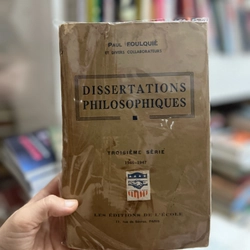 PAUL FOULQUIÉ
ET DIVERS COLLABORATEURS
DISSERTATIONS
PHILOSOPHIQUES
TROISIÈME SÉRIE
LES ÉDITIONS DE L'ÉCOLE